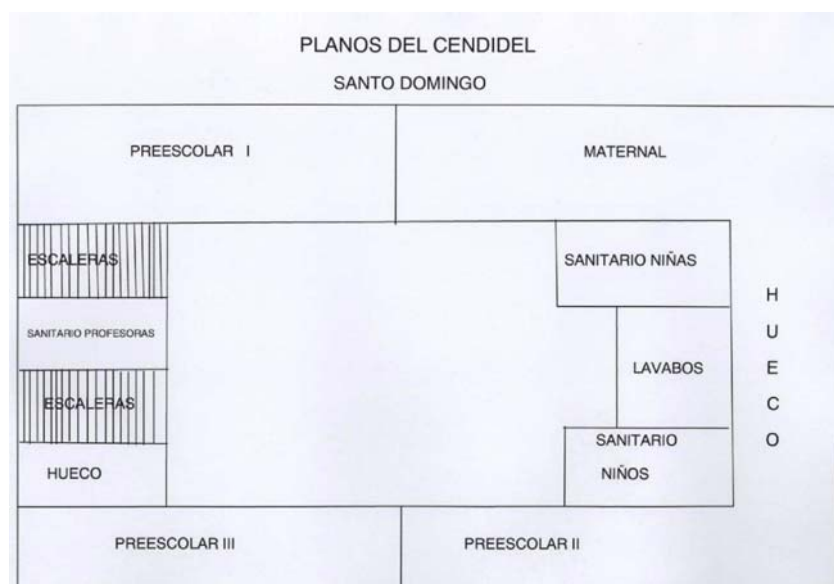 PLANOS DEL CENDIDEL
SANTO DOMINGO
PREESCOLAR I
MATERNAL
ESCALERAS
SANITARIO NIÑAS
SANITARIO PROFESORAS
HUECO
LAVABOS
ESCALERAS
SANITARIO
NIÑOS
HUECO
PREESCOLAR III
PREESCOLAR II